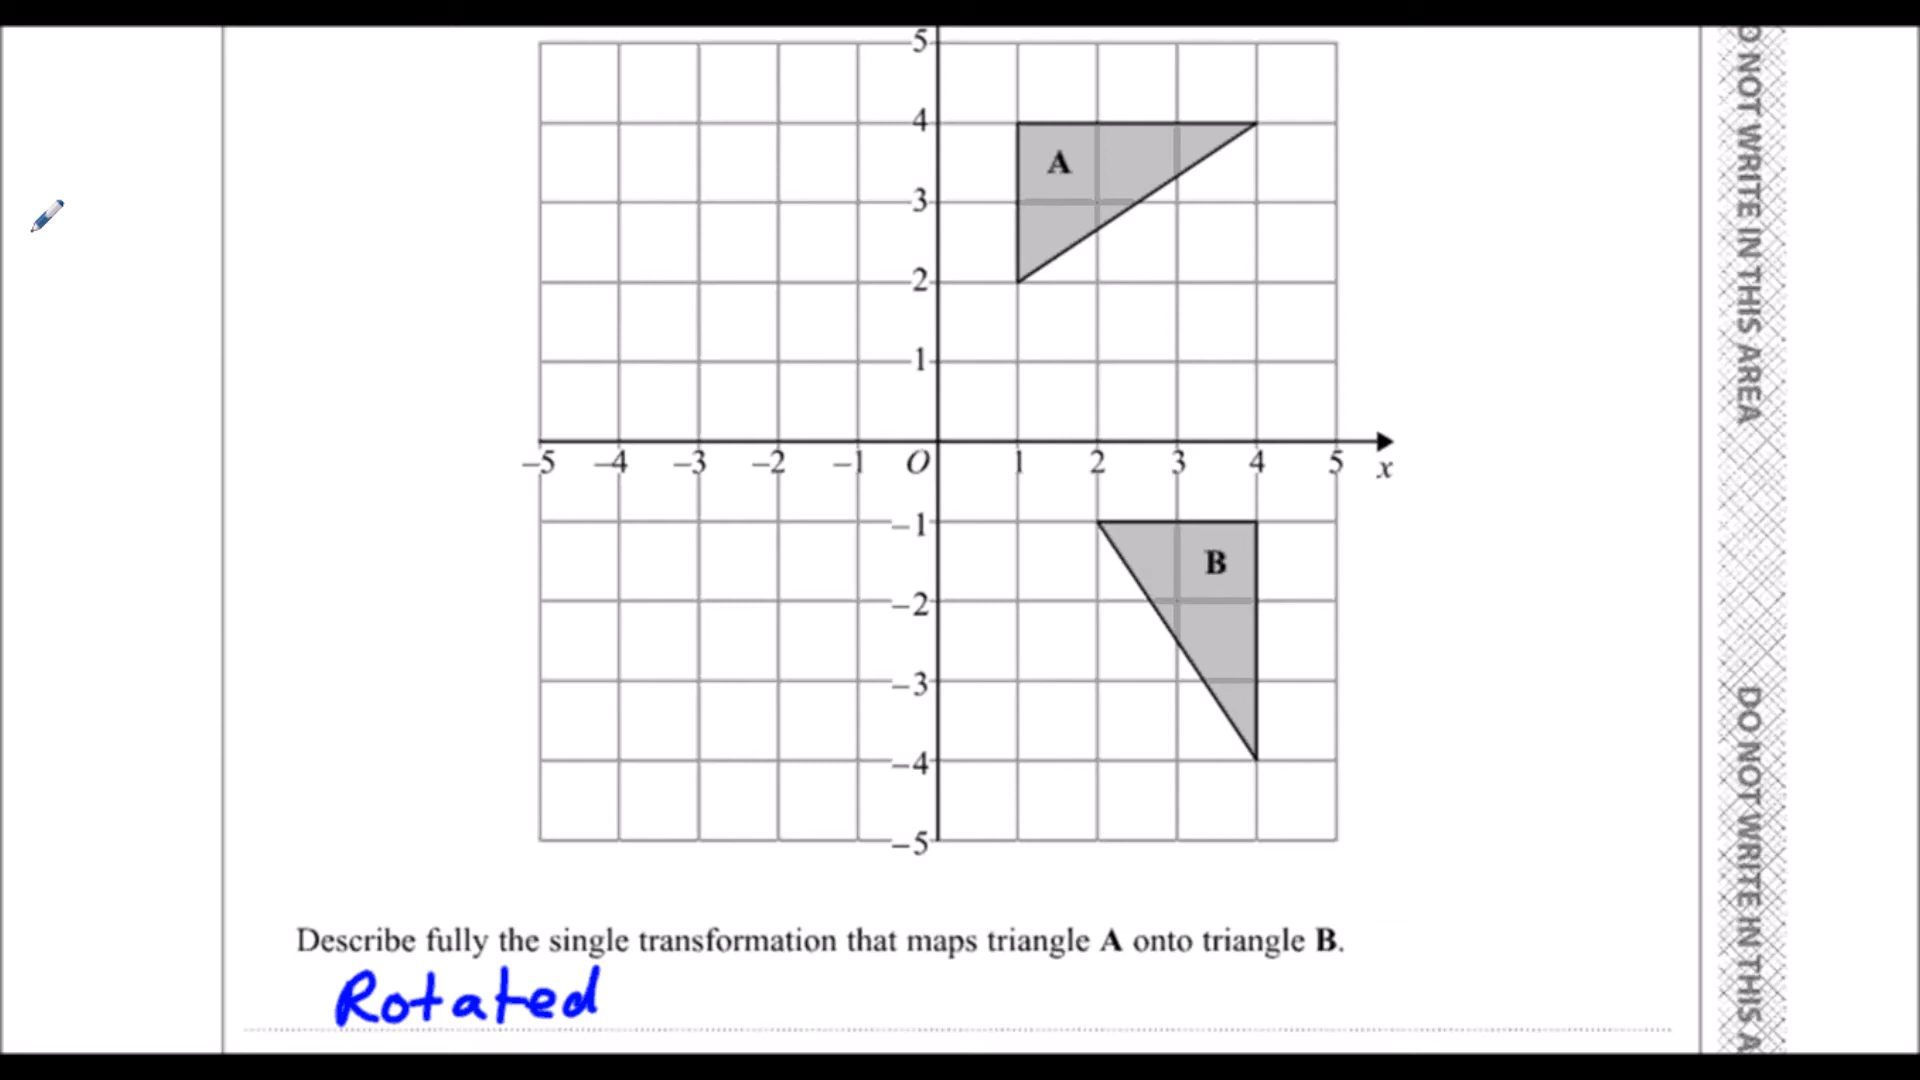 5
4
A
3
2
1
–5 –4 –3 –2 –1 O 1 2 3 4 5 x
–1
B
–2
–3
–4
–5
Describe fully the single transformation that maps triangle A onto triangle B.
Rotated
O NOT WRITE IN THIS AREA
DO NOT WRITE IN THIS A